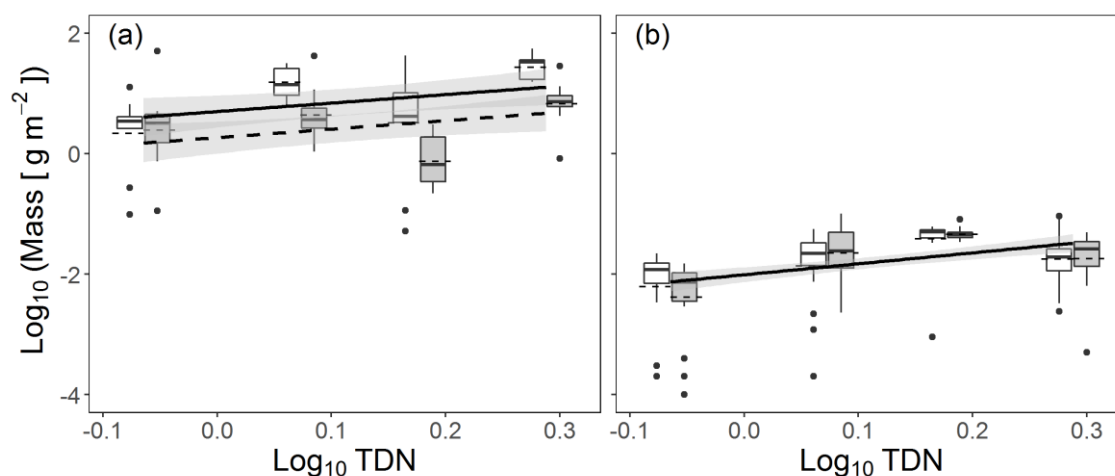 (a) (b)
2
0
-2
-4
Log₁₀ (Mass [ g m⁻² ])
-0.1 0.0 0.1 0.2 0.3 -0.1 0.0 0.1 0.2 0.3
Log₁₀ TDN Log₁₀ TDN